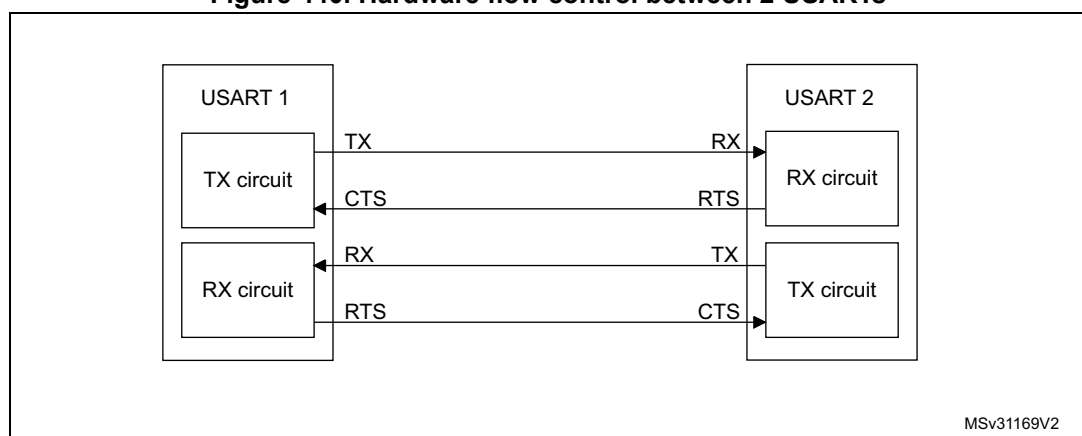 USART 1 USART 2
TX RX
TX circuit RX circuit
CTS RTS
RX TX
RX circuit TX circuit
RTS CTS
MSv31169V2